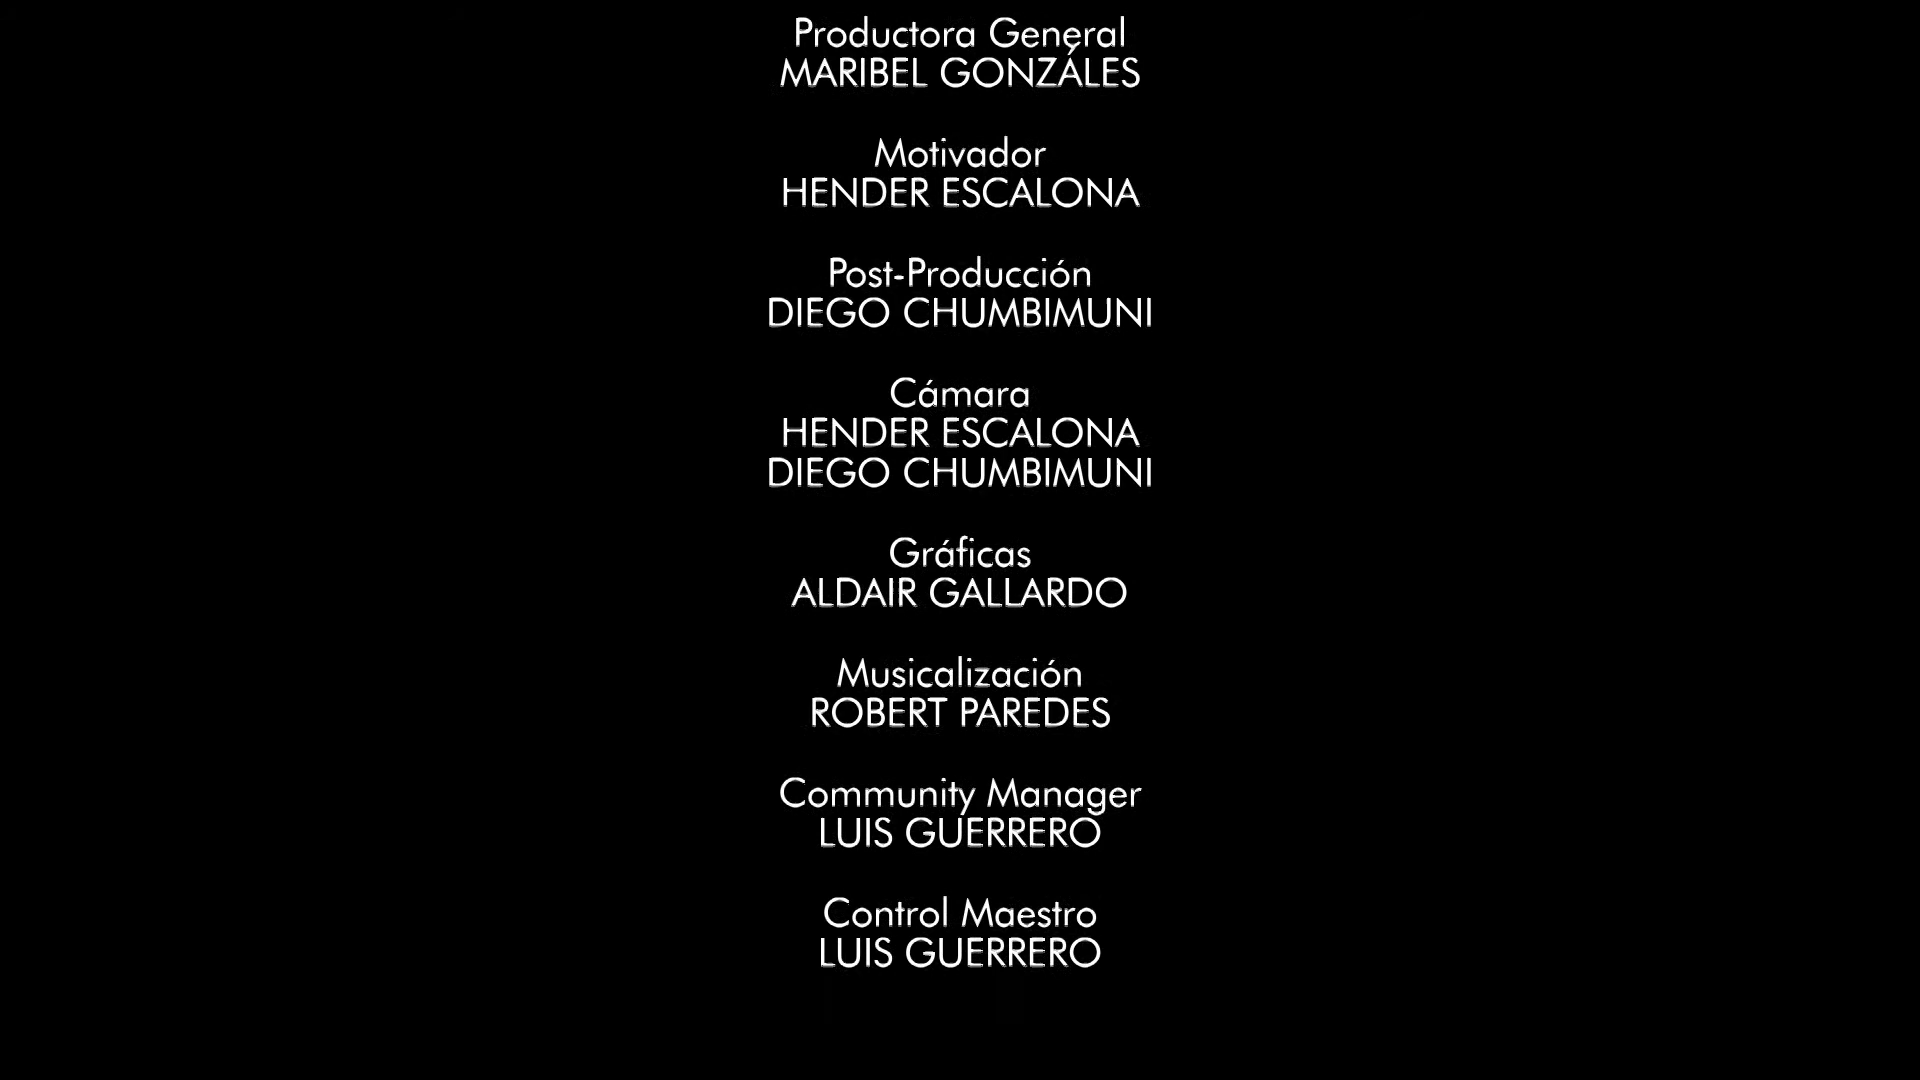 Productora General
MARIBEL GONZÁLES
Motivador
HENDER ESCALONA
Post-Producción
DIEGO CHUMBIMUNI
Cámara
HENDER ESCALONA
DIEGO CHUMBIMUNI
Gráficas
ALDAIR GALLARDO
Musicalización
ROBERT PAREDES
Community Manager
LUIS GUERRERO
Control Maestro
LUIS GUERRERO